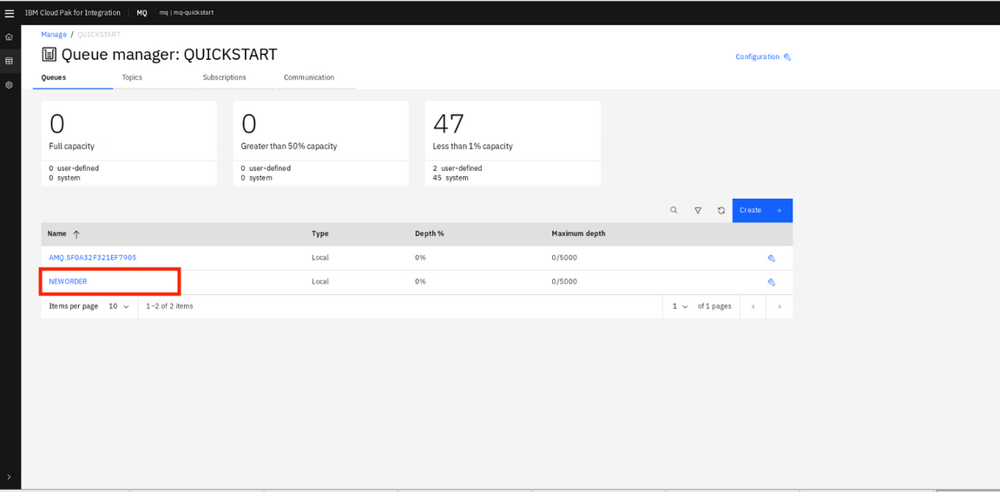 IBM Cloud Pak for Integration MQ mq | mq-quickstart
Manage / QUICKSTART
Queue manager: QUICKSTART
Configuration
Queues Topics Subscriptions Communication
0 0 47
Full capacity Greater than 50% capacity Less than 1% capacity
0 user-defined 0 user-defined 2 user-defined
0 system 0 system 45 system
Create +
Name Type Depth % Maximum depth
AMQ.5F0A32F321EF7905 Local 0% 0/5000
NEWORDER Local 0% 0/5000
Items per page 10 1–2 of 2 items 1 of 1 pages